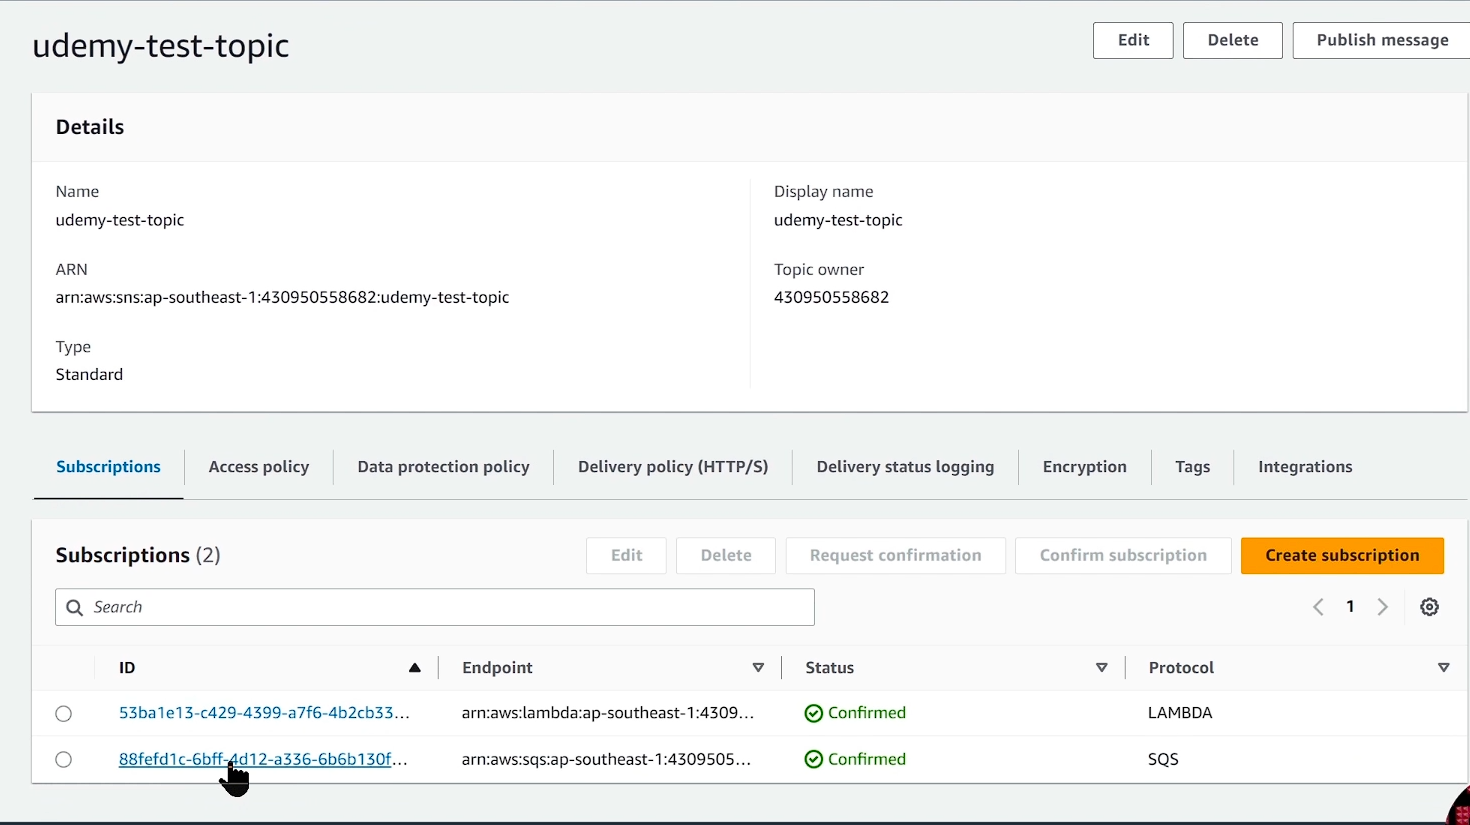 udemy-test-topic
Edit
Delete
Publish message
Details
Name
udemy-test-topic
Display name
udemy-test-topic
ARN
arn:aws:sns:ap-southeast-1:430950558682:udemy-test-topic
Topic owner
430950558682
Type
Standard
Subscriptions
Access policy
Data protection policy
Delivery policy (HTTP/S)
Delivery status logging
Encryption
Tags
Integrations
Subscriptions (2)
Edit
Delete
Request confirmation
Confirm subscription
Create subscription
Search
1
ID
Endpoint
Status
Protocol
53ba1e13-c429-4399-a7f6-4b2cb33...
arn:aws:lambda:ap-southeast-1:4309...
Confirmed
LAMBDA
88fefd1c-6bff-4d12-a336-6b6b130f...
arn:aws:sqs:ap-southeast-1:4309505...
Confirmed
SQS